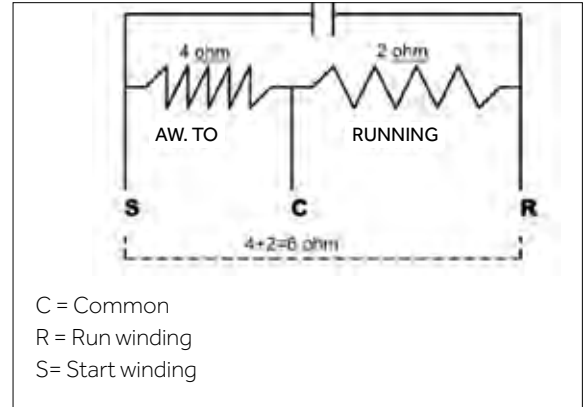 4 ohm 2 ohm
AW. TO RUNNING
S C R
4+2=6 ohm
C = Common
R = Run winding
S= Start winding